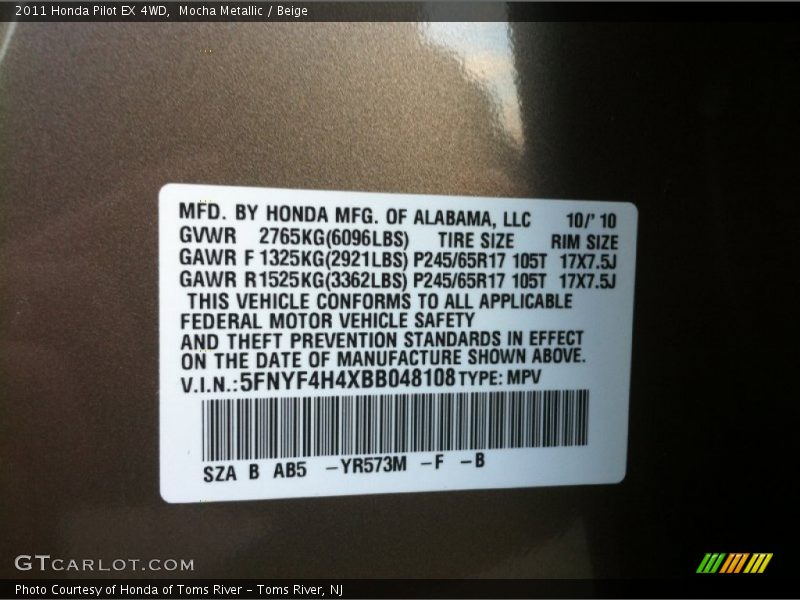 2011 Honda Pilot EX 4WD,  Mocha Metallic / Beige
MFD. BY HONDA MFG. OF ALABAMA, LLC 10/' 10
GVWR 2765KG(6096LBS) TIRE SIZE RIM SIZE
GAWR F 1325KG(2921LBS) P245/65R17 105T 17X7.5J
GAWR R 1525KG(3362LBS) P245/65R17 105T 17X7.5J
THIS VEHICLE CONFORMS TO ALL APPLICABLE
FEDERAL MOTOR VEHICLE SAFETY
AND THEFT PREVENTION STANDARDS IN EFFECT
ON THE DATE OF MANUFACTURE SHOWN ABOVE.
V.I.N.:5FNYF4H4XBB048108 TYPE: MPV
SZA B AB5 -YR573M -F -B
GTCARLOT.COM
Photo Courtesy of Honda of Toms River – Toms River, NJ